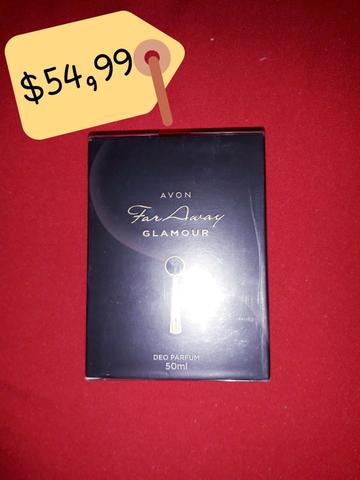 $54,99
AVON
Far Away
GLAMOUR
DEO PARFUM
50ml